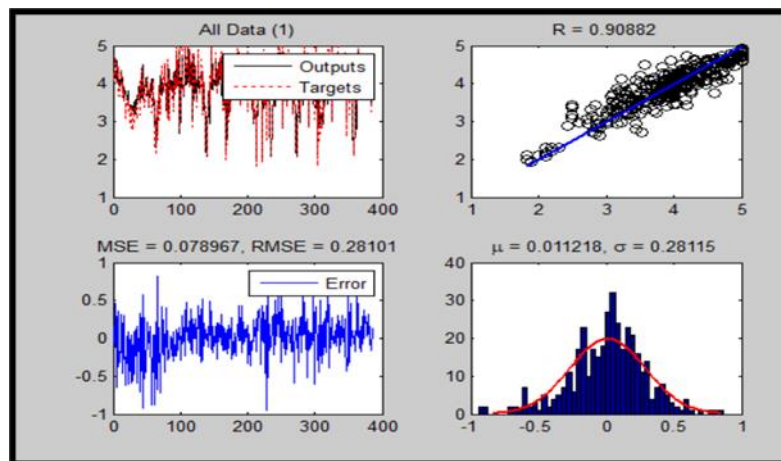 All Data (1)
5
4
3
2
1
0 100 200 300 400
Outputs
Targets
R = 0.90882
5
4
3
2
1
1 2 3 4 5
MSE = 0.078967, RMSE = 0.28101
1
0.5
0
-0.5
-1
0 100 200 300 400
Error
μ = 0.011218, σ = 0.28115
40
30
20
10
0
-1 -0.5 0 0.5 1